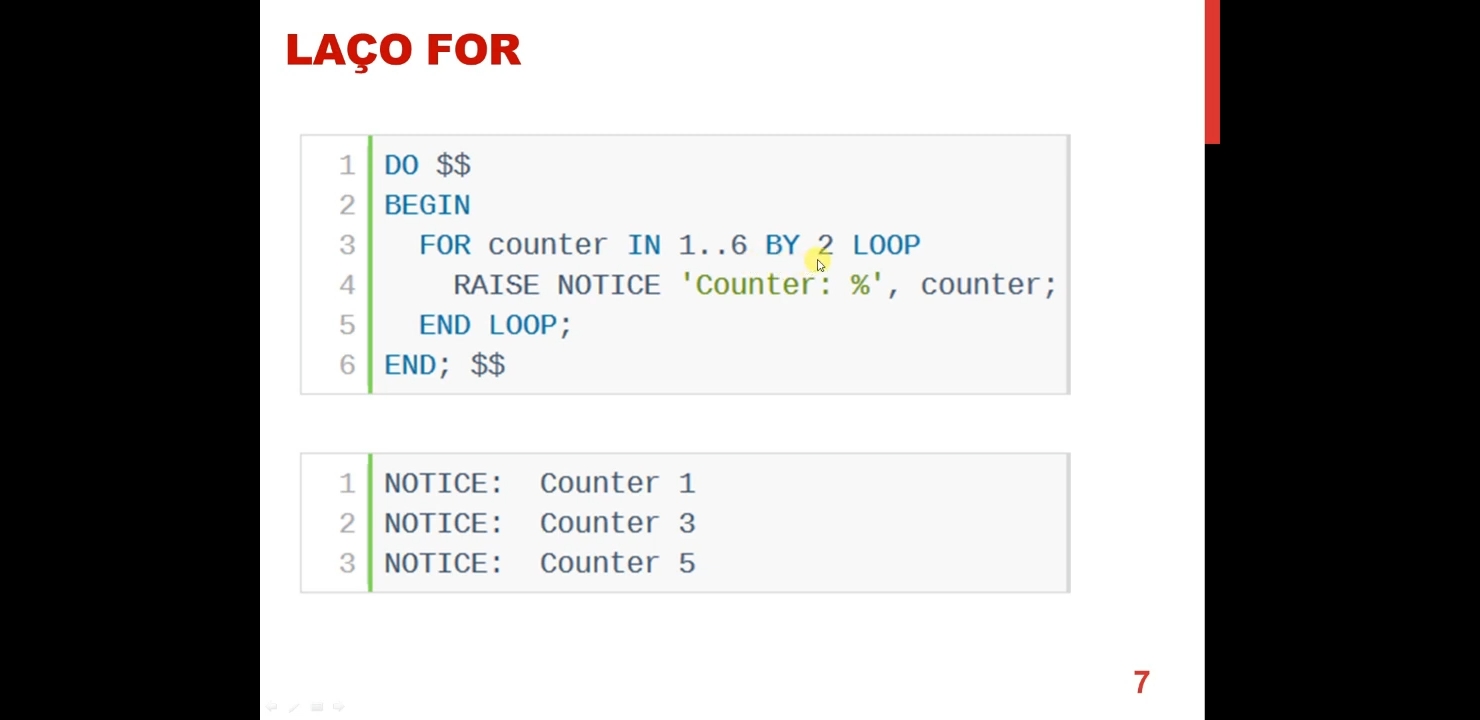 LAÇO FOR
1 DO $$
2 BEGIN
3   FOR counter IN 1..6 BY 2 LOOP
4     RAISE NOTICE 'Counter: %', counter;
5   END LOOP;
6 END; $$
1 NOTICE:  Counter 1
2 NOTICE:  Counter 3
3 NOTICE:  Counter 5
7